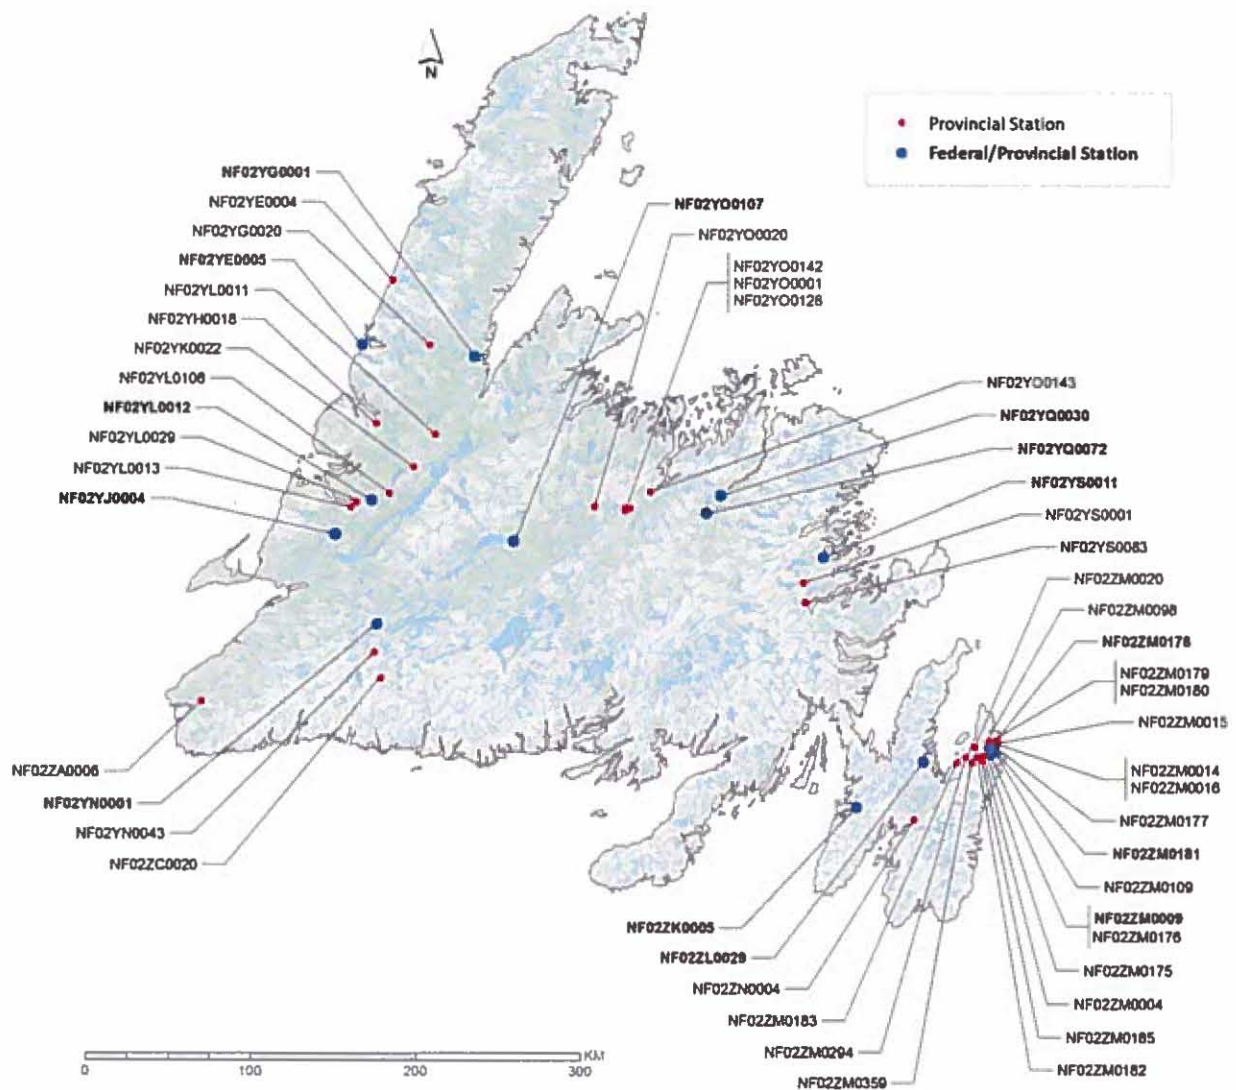 N
Provincial Station
Federal/Provincial Station
NF02YG0001
NF02YE0004
NF02YG0020
NF02YE0005
NF02YL0011
NF02YH0018
NF02YK0022
NF02YL0106
NF02YL0012
NF02YL0029
NF02YL0013
NF02YJ0004
NF02YO0107
NF02YO0020
NF02YO0142
NF02YO0001
NF02YO0126
NF02YO0143
NF02YQ0030
NF02YQ0072
NF02YS0011
NF02YS0001
NF02YS0083
NF02ZM0020
NF02ZM0098
NF02ZM0178
NF02ZM0179
NF02ZM0180
NF02ZM0015
NF02ZM0014
NF02ZM0016
NF02ZM0177
NF02ZM0181
NF02ZM0109
NF02ZM0009
NF02ZM0176
NF02ZM0175
NF02ZM0004
NF02ZM0185
NF02ZM0182
NF02ZA0006
NF02YN0001
NF02YN0043
NF02ZC0020
NF02ZK0005
NF02ZL0029
NF02ZN0004
NF02ZM0183
NF02ZM0294
NF02ZM0359
KM
0 100 200 300